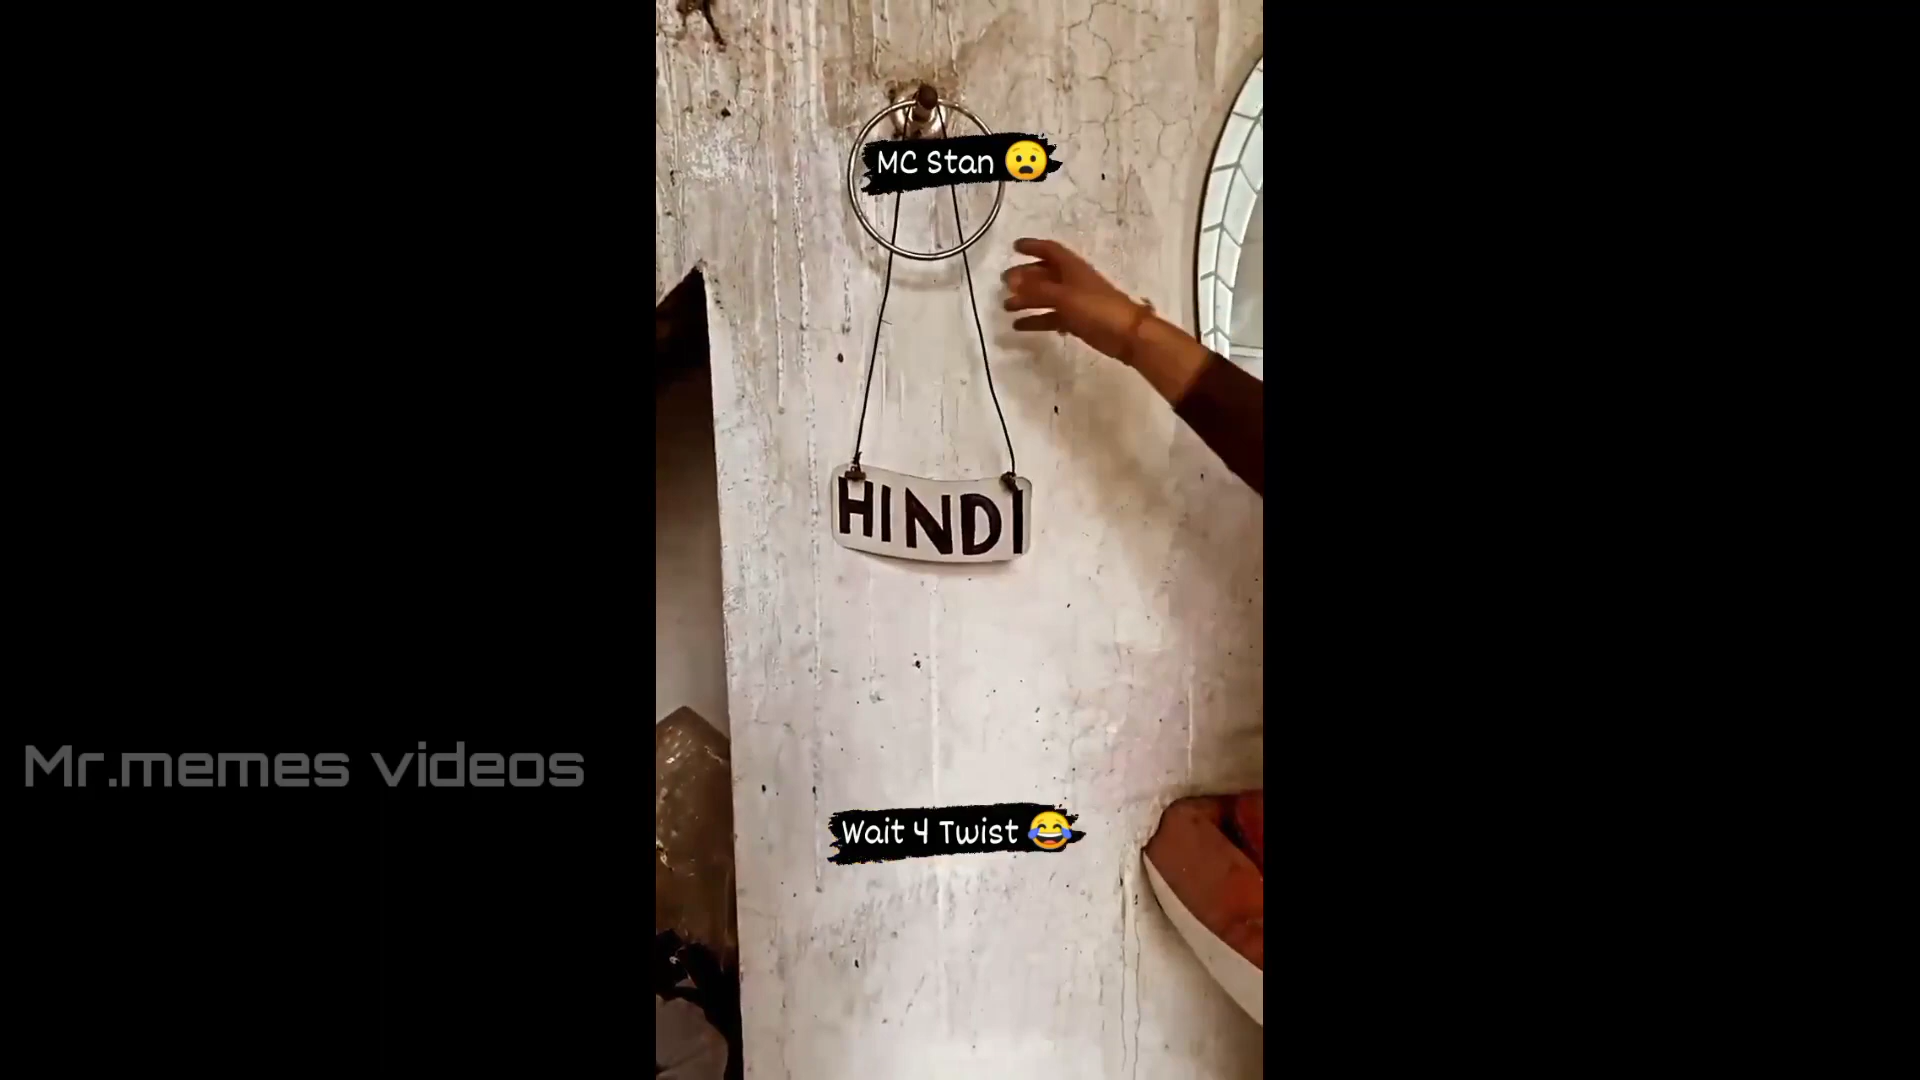 MC Stan 😧
HINDI
Mr.memes videos
Wait 4 Twist 😂